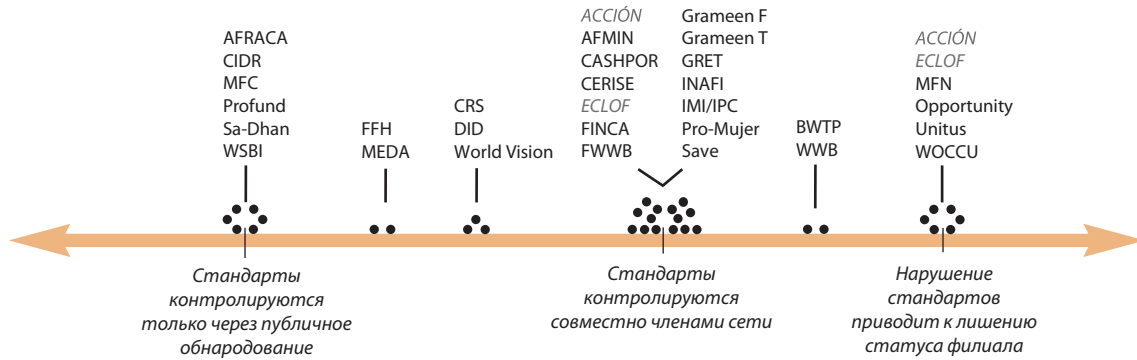 AFRACA
CIDR
MFC
Profund
Sa-Dhan
WSBI
FFH
MEDA
CRS
DID
World Vision
ACCIÓN
AFMIN
CASHPOR
CERISE
ECLOF
FINCA
FWWB
Grameen F
Grameen T
GRET
INAFI
IMI/IPC
Pro-Mujer
Save
BWTP
WWB
ACCIÓN
ECLOF
MFN
Opportunity
Unitus
WOCCU
Стандарты
контролируются
только через публичное
обнародование
Стандарты
контролируются
совместно членами сети
Нарушение
стандартов
приводит к лишению
статуса филиала